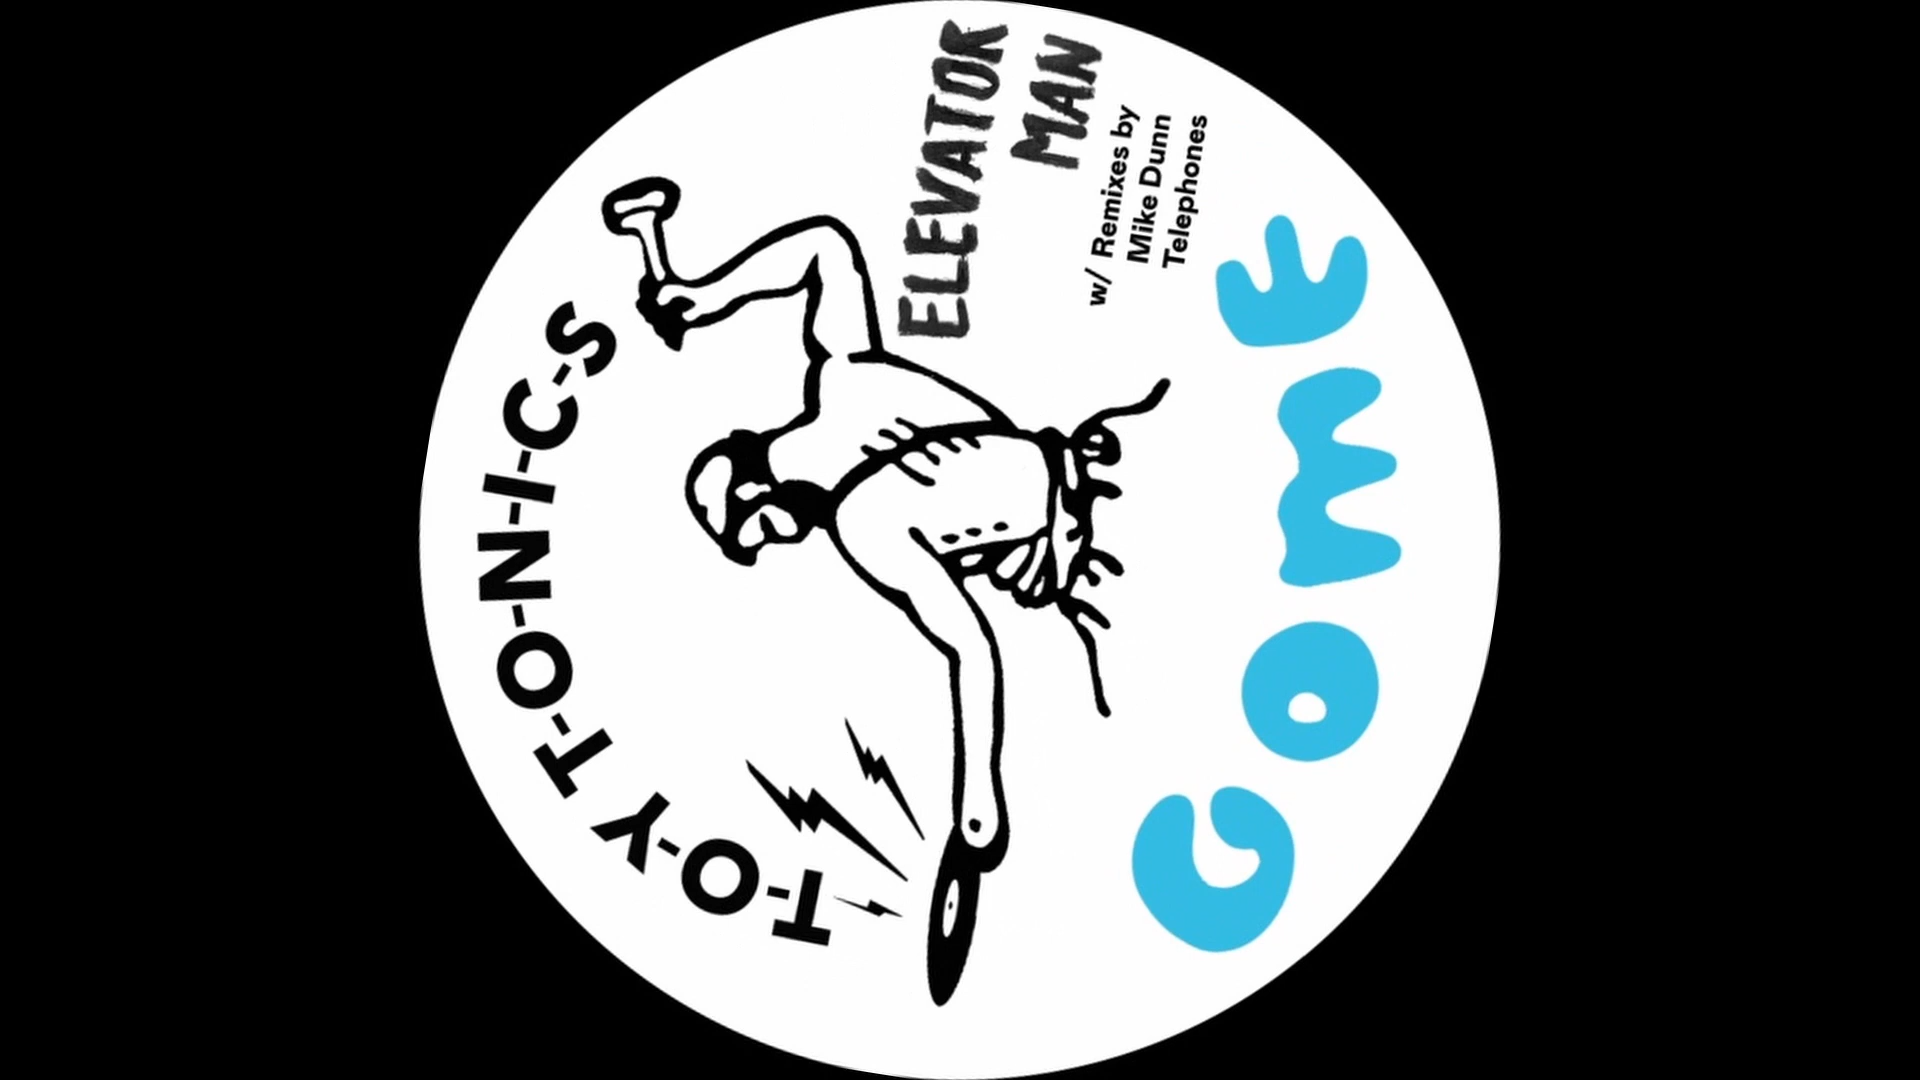 T-O-Y T-O-N-I-C-S
ELEVATOR
MAN
w/ Remixes by
Mike Dunn
Telephones
COME